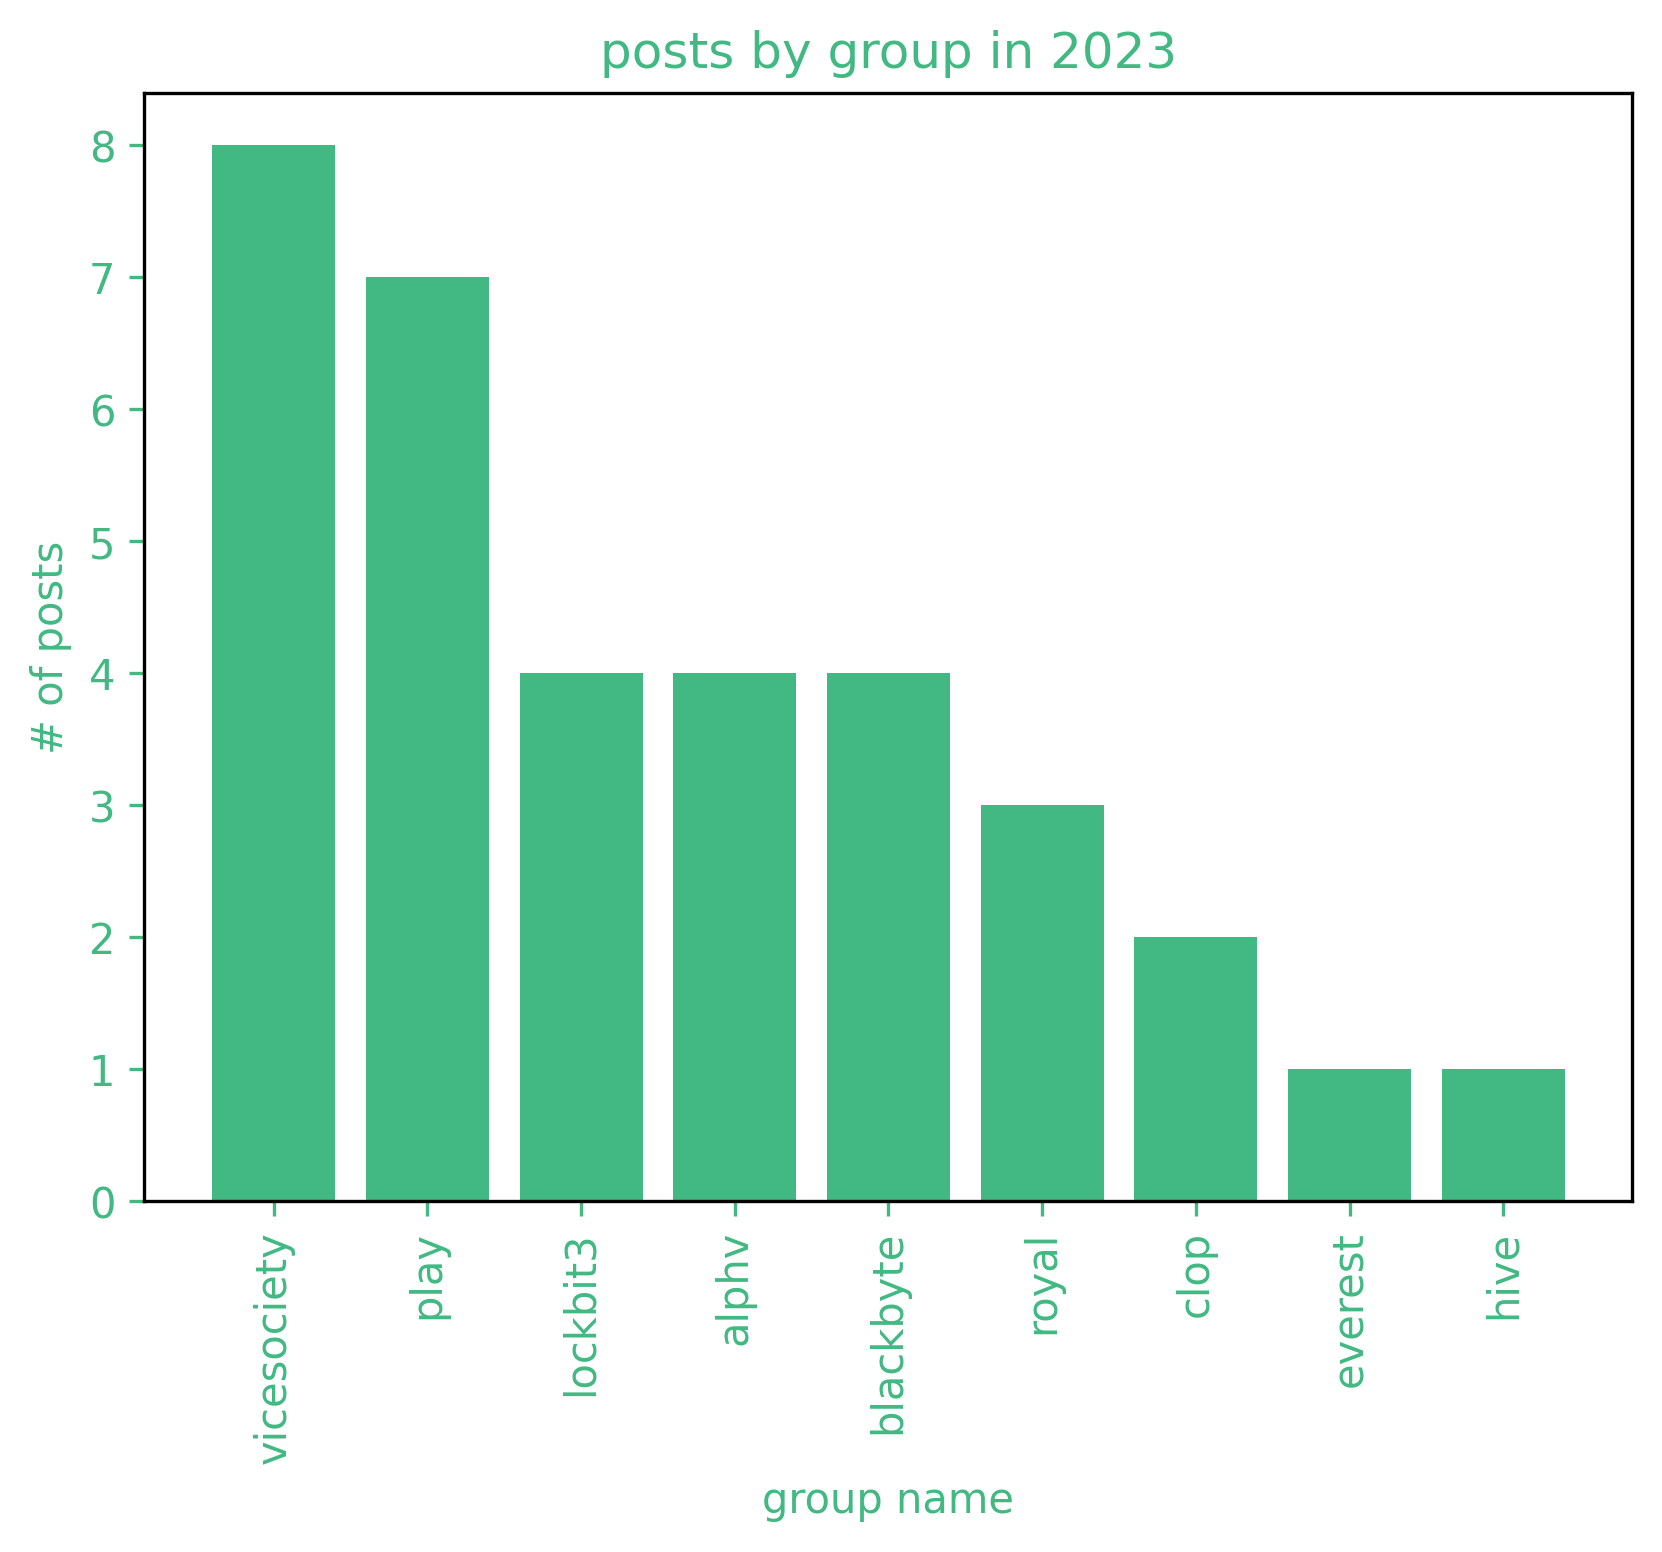 posts by group in 2023
8
7
6
5
4
3
2
1
0
# of posts
vicesociety
play
lockbit3
alphv
blackbyte
royal
clop
everest
hive
group name